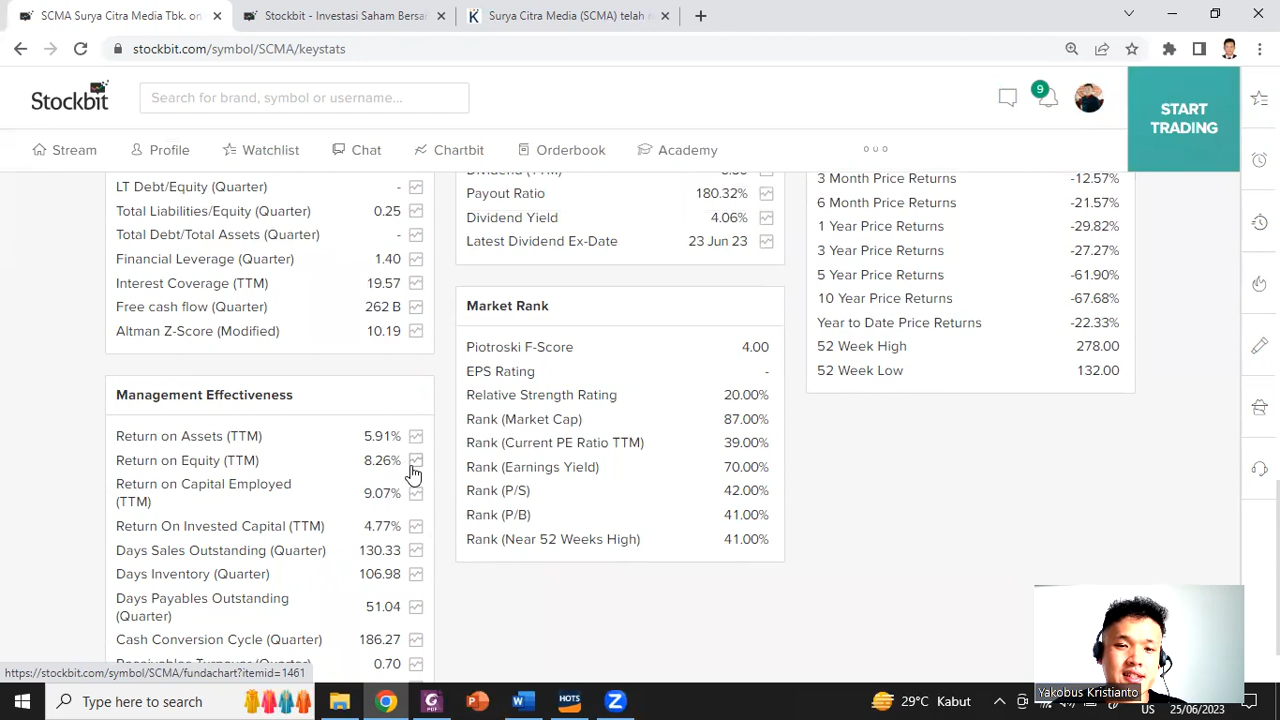 SCMA Surya Citra Media Tbk. on
Stockbit - Investasi Saham Bersa
Surya Citra Media (SCMA) telah
stockbit.com/symbol/SCMA/keystats
Stockbit
Search for brand, symbol or username...
9
START
TRADING
Stream
Profile
Watchlist
Chat
Chartbit
Orderbook
Academy
LT Debt/Equity (Quarter) -
Total Liabilities/Equity (Quarter) 0.25
Total Debt/Total Assets (Quarter) -
Financial Leverage (Quarter) 1.40
Interest Coverage (TTM) 19.57
Free cash flow (Quarter) 262 B
Altman Z-Score (Modified) 10.19
Management Effectiveness
Return on Assets (TTM) 5.91%
Return on Equity (TTM) 8.26%
Return on Capital Employed
(TTM) 9.07%
Return On Invested Capital (TTM) 4.77%
Days Sales Outstanding (Quarter) 130.33
Days Inventory (Quarter) 106.98
Days Payables Outstanding
(Quarter) 51.04
Cash Conversion Cycle (Quarter) 186.27
Receivables Turnover (Quarter) 0.70
Dividend (TTM)
Payout Ratio 180.32%
Dividend Yield 4.06%
Latest Dividend Ex-Date 23 Jun 23
Market Rank
Piotroski F-Score 4.00
EPS Rating -
Relative Strength Rating 20.00%
Rank (Market Cap) 87.00%
Rank (Current PE Ratio TTM) 39.00%
Rank (Earnings Yield) 70.00%
Rank (P/S) 42.00%
Rank (P/B) 41.00%
Rank (Near 52 Weeks High) 41.00%
3 Month Price Returns -12.57%
6 Month Price Returns -21.57%
1 Year Price Returns -29.82%
3 Year Price Returns -27.27%
5 Year Price Returns -61.90%
10 Year Price Returns -67.68%
Year to Date Price Returns -22.33%
52 Week High 278.00
52 Week Low 132.00
https://stockbit.com/symbol/SCMA/fundachart?itemid=1461
Yakobus Kristianto
Type here to search
HOTS
29°C Kabut
US
25/06/2023